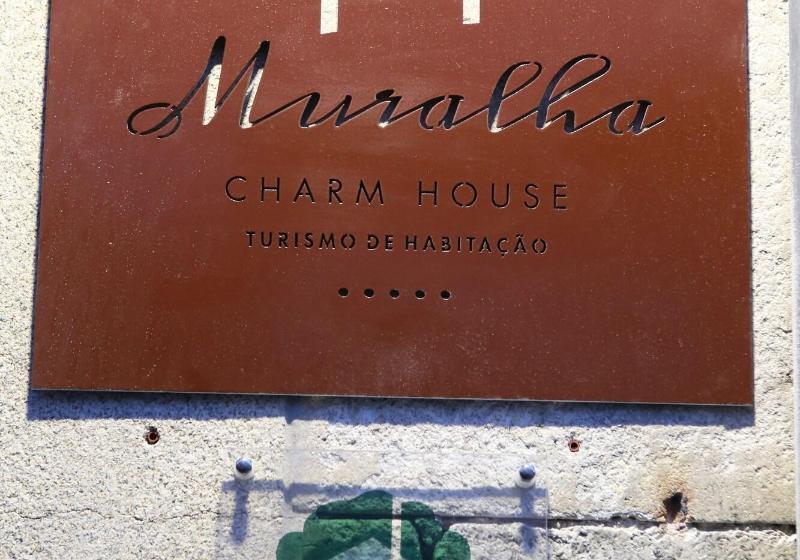 Muralha
CHARM HOUSE
TURISMO DE HABITAÇÃO